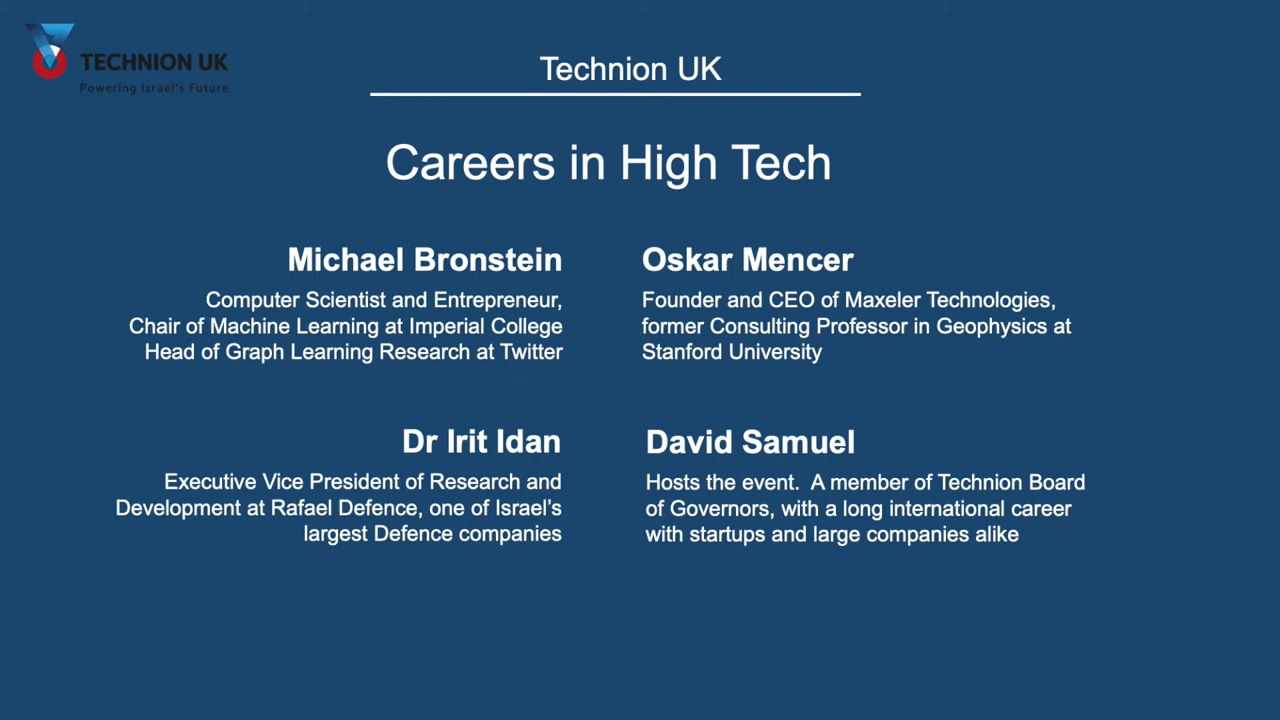 TECHNION UK
Powering Israel's Future
Technion UK
Careers in High Tech
Michael Bronstein
Computer Scientist and Entrepreneur,
Chair of Machine Learning at Imperial College
Head of Graph Learning Research at Twitter
Oskar Mencer
Founder and CEO of Maxeler Technologies,
former Consulting Professor in Geophysics at
Stanford University
Dr Irit Idan
Executive Vice President of Research and
Development at Rafael Defence, one of Israel's
largest Defence companies
David Samuel
Hosts the event.  A member of Technion Board
of Governors, with a long international career
with startups and large companies alike